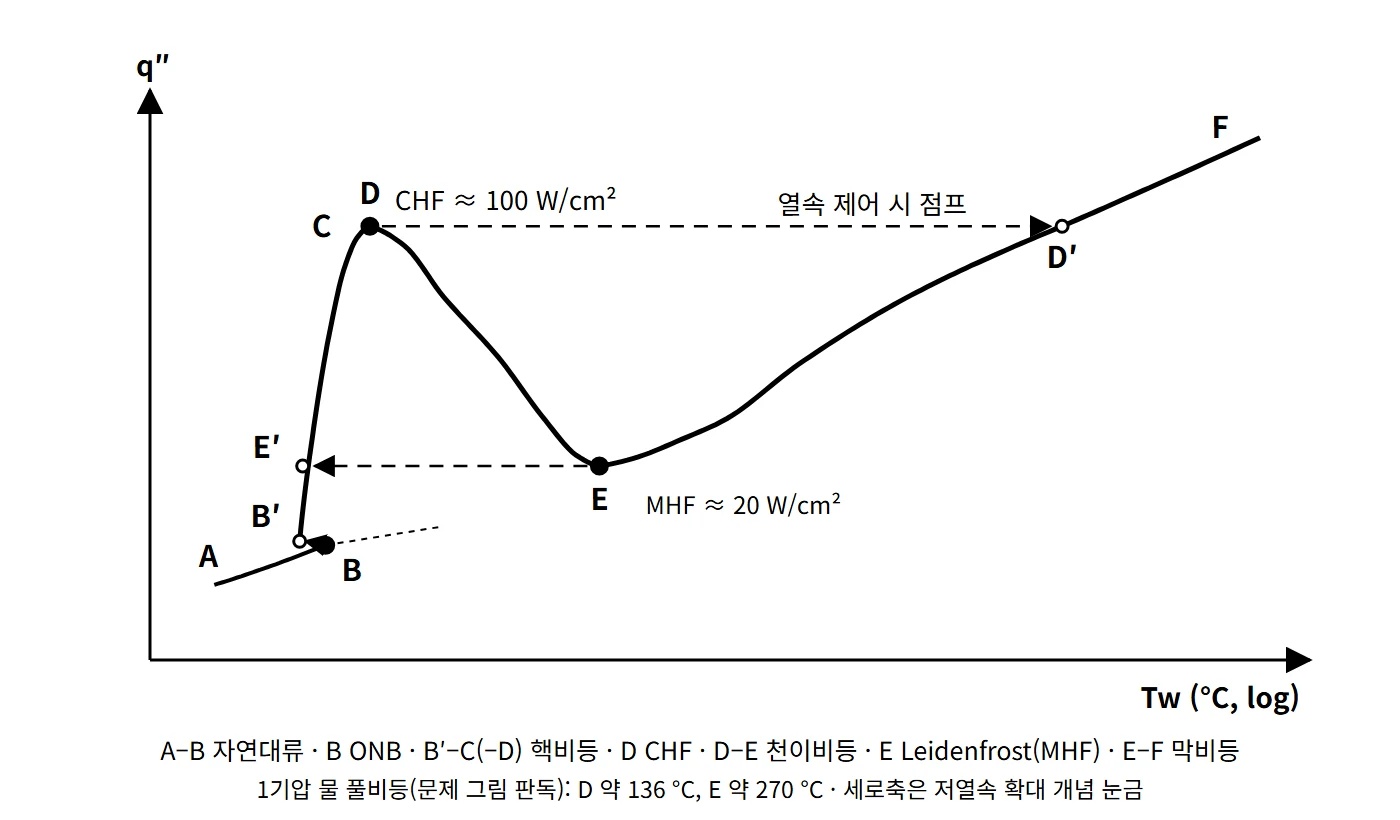 q″
F
D
CHF ≈ 100 W/cm²
열속 제어 시 점프
C
D′
E′
E
MHF ≈ 20 W/cm²
B′
A
B
Tw (°C, log)
A–B 자연대류 · B ONB · B′–C(–D) 핵비등 · D CHF · D–E 천이비등 · E Leidenfrost(MHF) · E–F 막비등
1기압 물 풀비등(문제 그림 판독): D 약 136 °C, E 약 270 °C · 세로축은 저열속 확대 개념 눈금